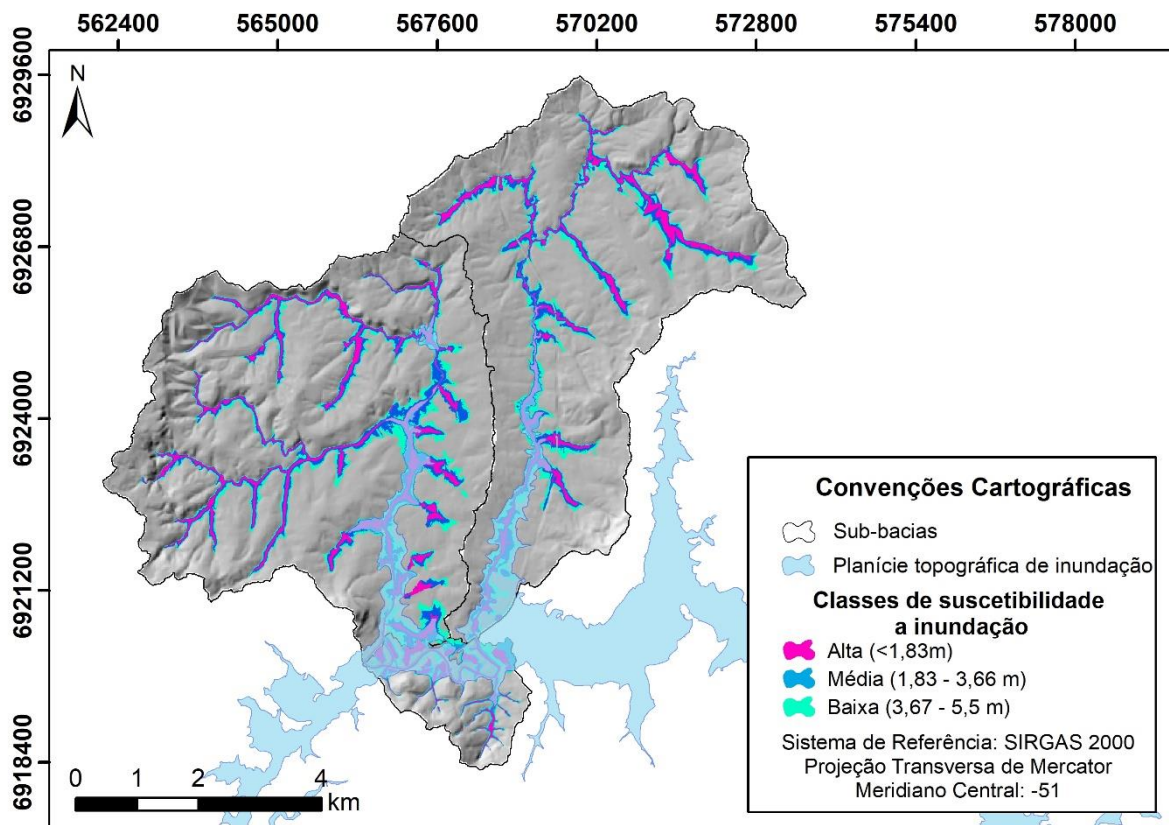 562400 565000 567600 570200 572800 575400 578000
6929600
N
6926800
6924000
6921200
6918400
Convenções Cartográficas
Sub-bacias
Planície topográfica de inundação
Classes de suscetibilidade
a inundação
Alta (<1,83m)
Média (1,83 - 3,66 m)
Baixa (3,67 - 5,5 m)
Sistema de Referência: SIRGAS 2000
Projeção Transversa de Mercator
Meridiano Central: -51
0 1 2 4
km